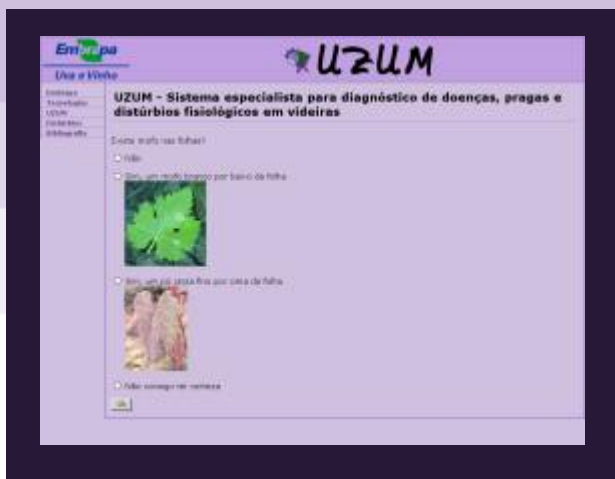 Embrapa
Uva e Vinho
UZUM
UZUM
UZUM - Sistema especialista para diagnóstico de doenças, pragas e
distúrbios fisiológicos em videiras
Existe mofo nas folhas?
Não
Sim, um mofo branco por baixo da folha
Sim, um pó cinza fino por cima da folha
Não consigo ter certeza
Ok